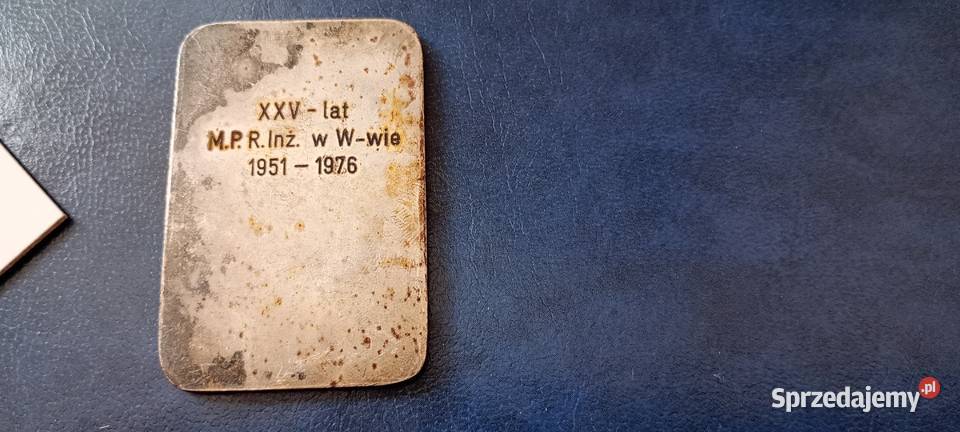 XXV - lat
M.P.R.Inż. w W-wie
1951 - 1976
Sprzedajemy.pl